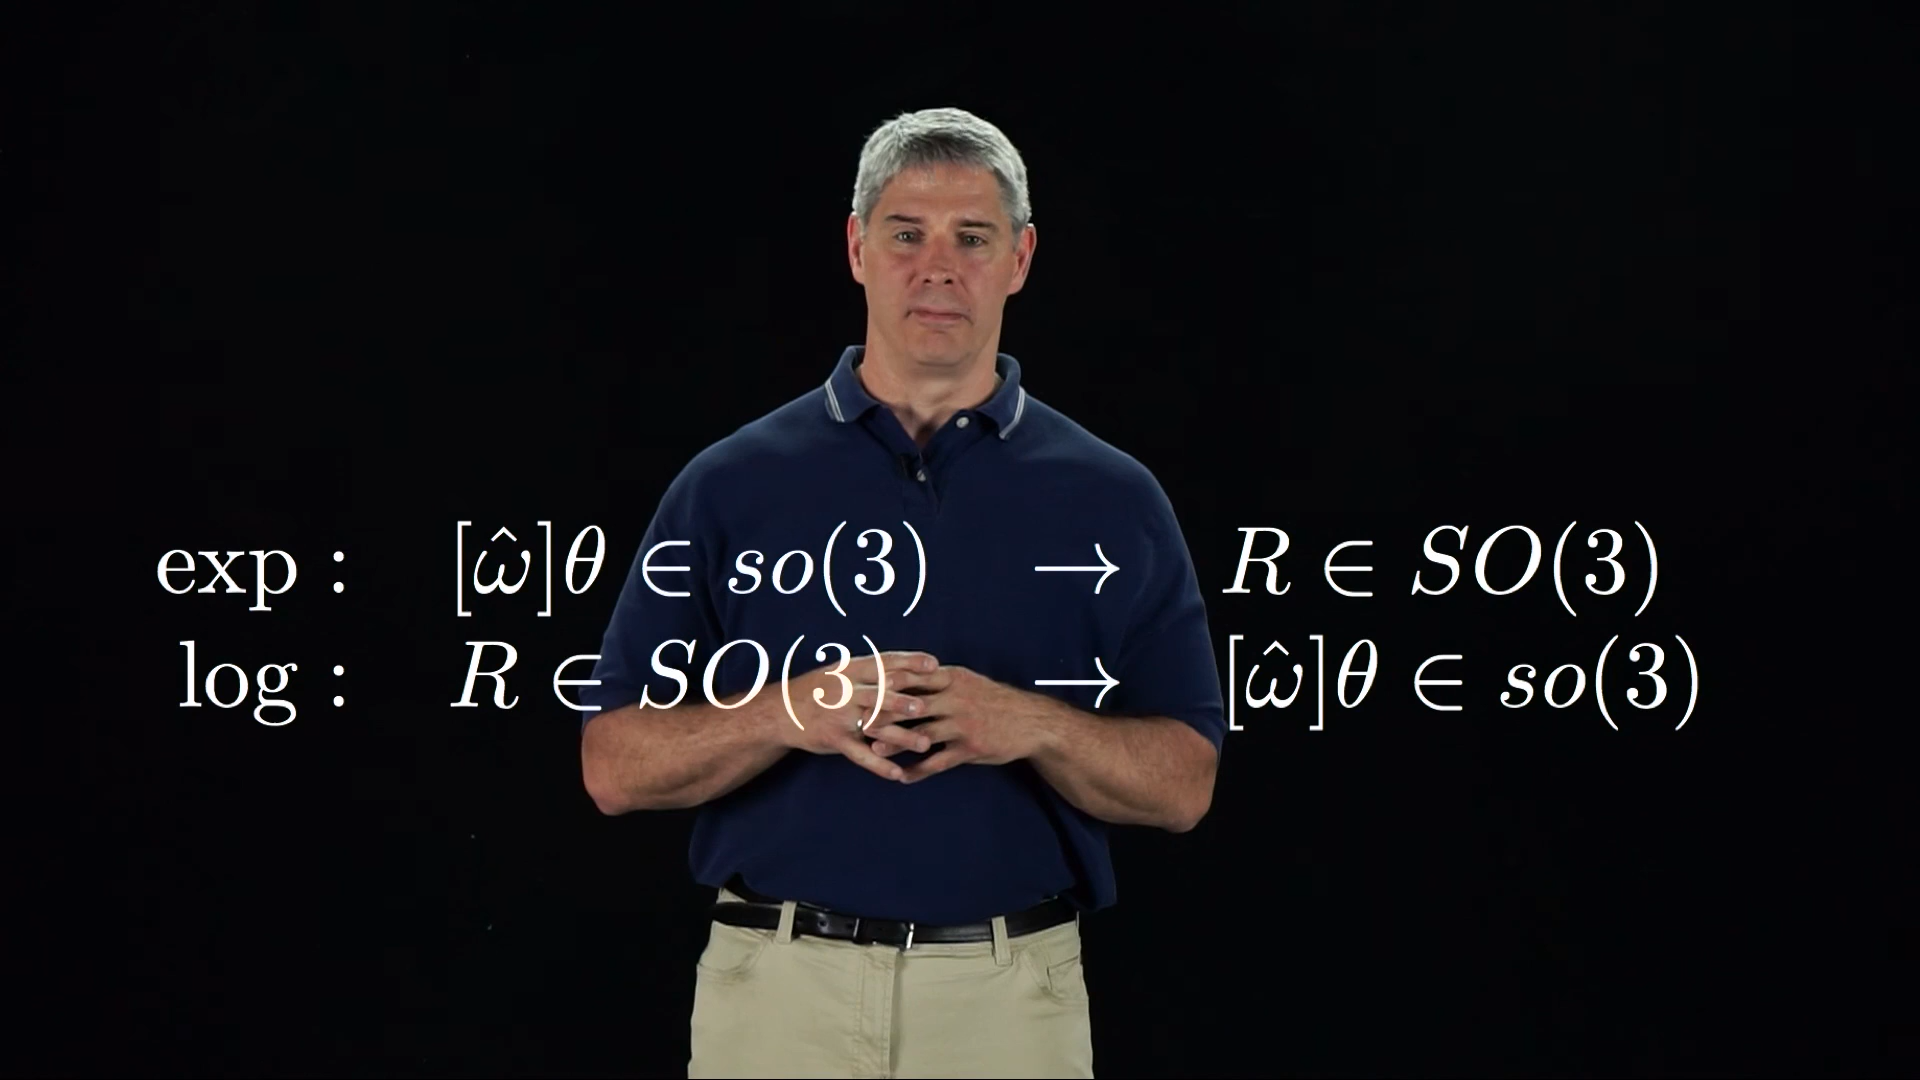 exp : [ω̂]θ ∈ so(3) → R ∈ SO(3)
log : R ∈ SO(3) → [ω̂]θ ∈ so(3)